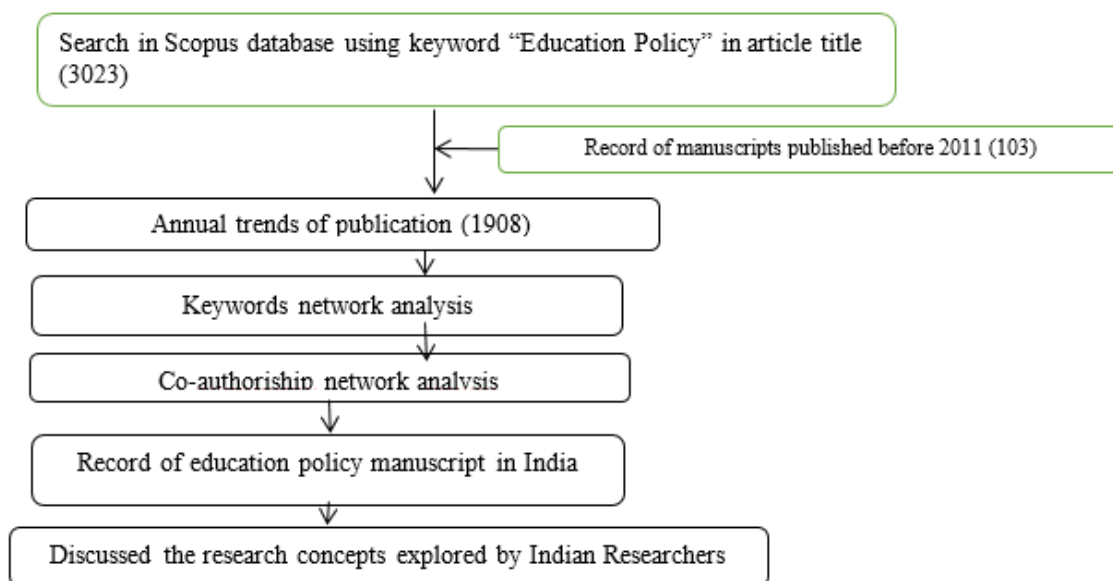 Search in Scopus database using keyword “Education Policy” in article title
(3023)
Record of manuscripts published before 2011 (103)
Annual trends of publication (1908)
Keywords network analysis
Co-authoriship network analysis
Record of education policy manuscript in India
Discussed the research concepts explored by Indian Researchers